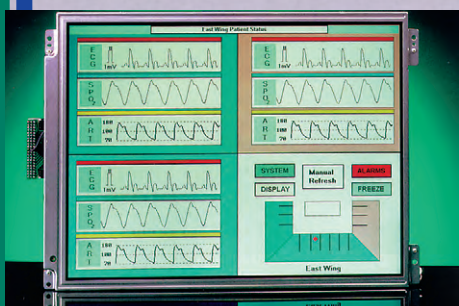 East Wing Patient Status
ECG
1mV
SPO2
ART
180
100
70
ECG
1mV
SPO2
ART
180
100
70
ECG
1mV
SPO2
ART
180
100
70
SYSTEM
Manual
Refresh
ALARMS
DISPLAY
FREEZE
East Wing